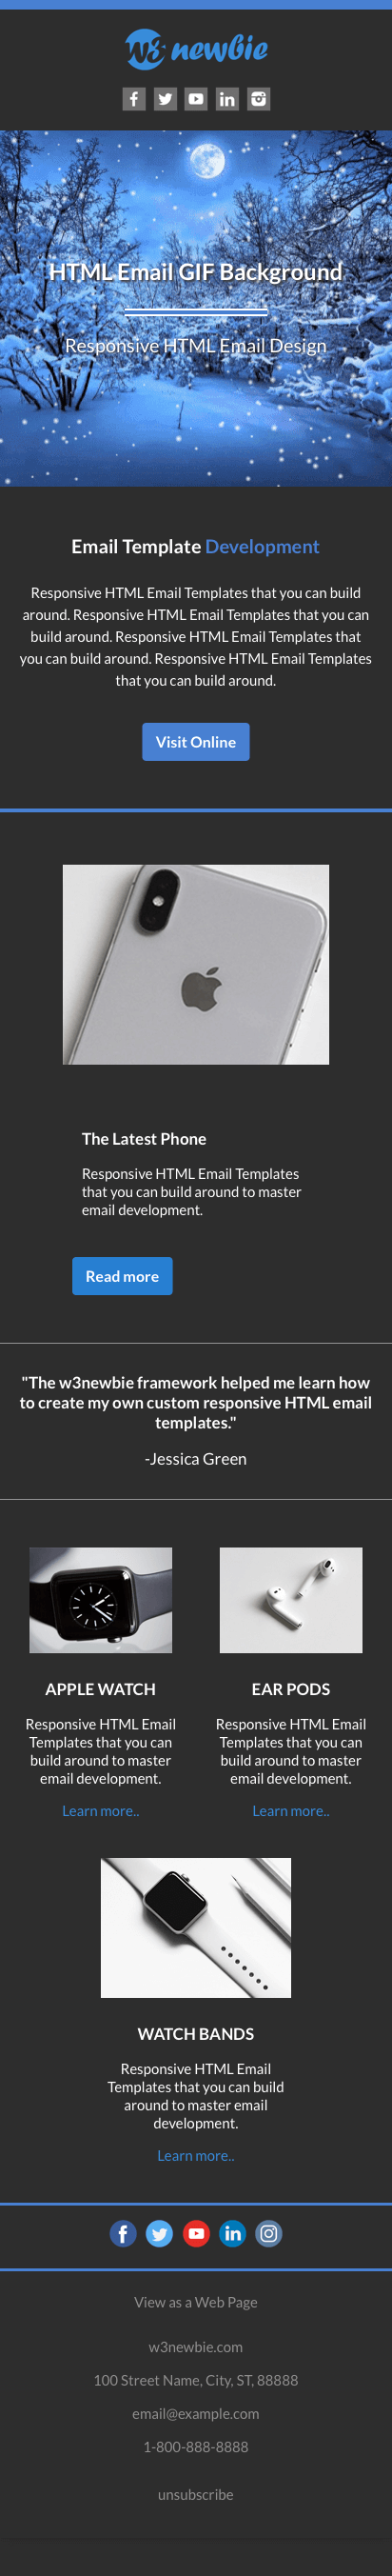 W3 newbie
HTML Email GIF Background
Responsive HTML Email Design
Email Template Development
Responsive HTML Email Templates that you can build
around. Responsive HTML Email Templates that you can
build around. Responsive HTML Email Templates that
you can build around. Responsive HTML Email Templates
that you can build around.
Visit Online
The Latest Phone
Responsive HTML Email Templates
that you can build around to master
email development.
Read more
"The w3newbie framework helped me learn how
to create my own custom responsive HTML email
templates."
-Jessica Green
APPLE WATCH
Responsive HTML Email
Templates that you can
build around to master
email development.
Learn more..
EAR PODS
Responsive HTML Email
Templates that you can
build around to master
email development.
Learn more..
WATCH BANDS
Responsive HTML Email
Templates that you can build
around to master email
development.
Learn more..
View as a Web Page
w3newbie.com
100 Street Name, City, ST, 88888
email@example.com
1-800-888-8888
unsubscribe